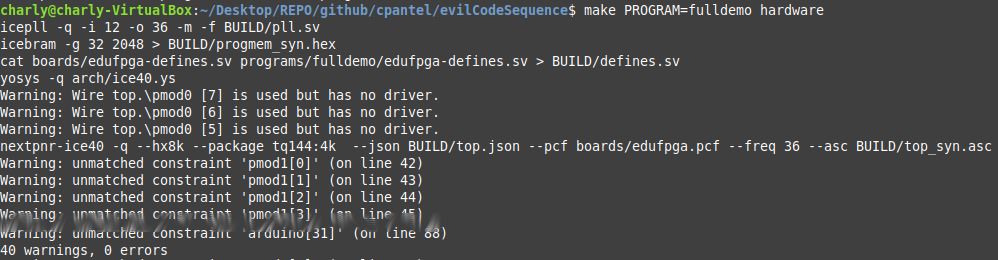 charly@charly-VirtualBox:~/Desktop/REPO/github/cpantel/evilCodeSequence$ make PROGRAM=fulldemo hardware
icepll -q -i 12 -o 36 -m -f BUILD/pll.sv
icebram -g 32 2048 > BUILD/progmem_syn.hex
cat boards/edufpga-defines.sv programs/fulldemo/edufpga-defines.sv > BUILD/defines.sv
yosys -q arch/ice40.ys
Warning: Wire top.\pmod0 [7] is used but has no driver.
Warning: Wire top.\pmod0 [6] is used but has no driver.
Warning: Wire top.\pmod0 [5] is used but has no driver.
nextpnr-ice40 -q --hx8k --package tq144:4k  --json BUILD/top.json --pcf boards/edufpga.pcf --freq 36 --asc BUILD/top_syn.asc
Warning: unmatched constraint 'pmod1[0]' (on line 42)
Warning: unmatched constraint 'pmod1[1]' (on line 43)
Warning: unmatched constraint 'pmod1[2]' (on line 44)
Warning: unmatched constraint 'pmod1[3]' (on line 45)
Warning: unmatched constraint 'arduino[31]' (on line 88)
40 warnings, 0 errors